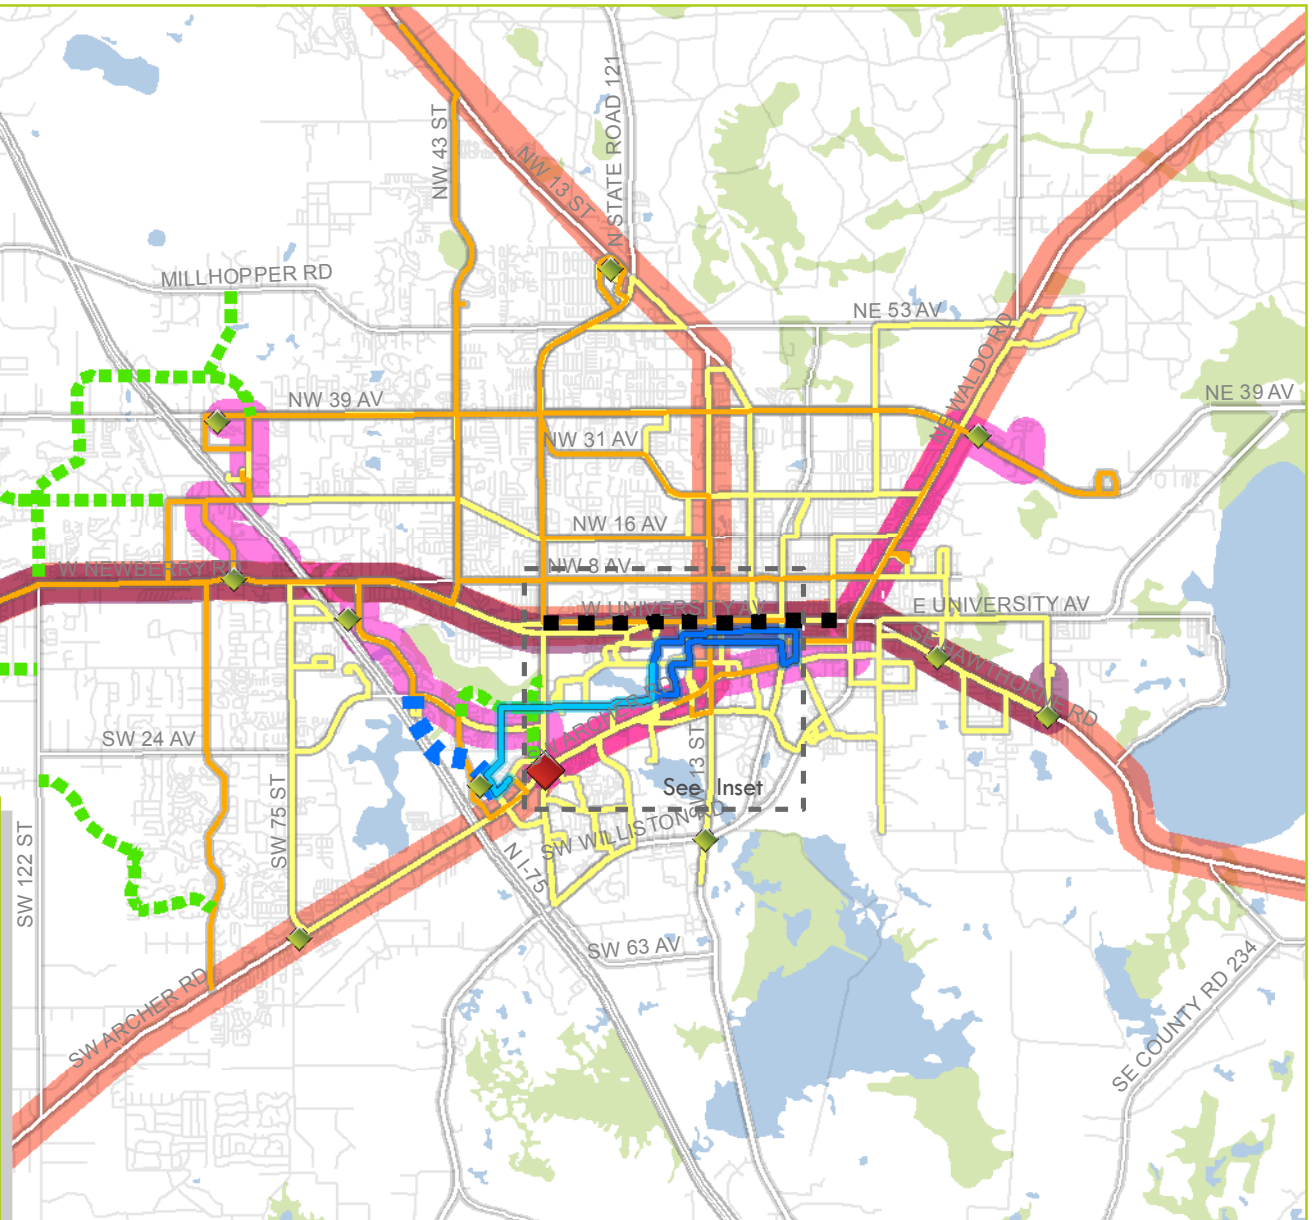 NW 43 ST
N STATE ROAD 121
NW 13 ST
MILLHOPPER RD
NE 53 AV
WALDO RD
NE 39 AV
NW 39 AV
NW 31 AV
NW 16 AV
NW 8 AV
W NEWBERRY RD
W UNIVERSITY AV
E UNIVERSITY AV
SE HAWTHORNE RD
SW ARCHER RD
SW 24 AV
SW 13 ST
See Inset
SW 75 ST
SW WILLISTON RD
SW 122 ST
N I-75
SW 63 AV
SW ARCHER RD
SE COUNTY RD 234